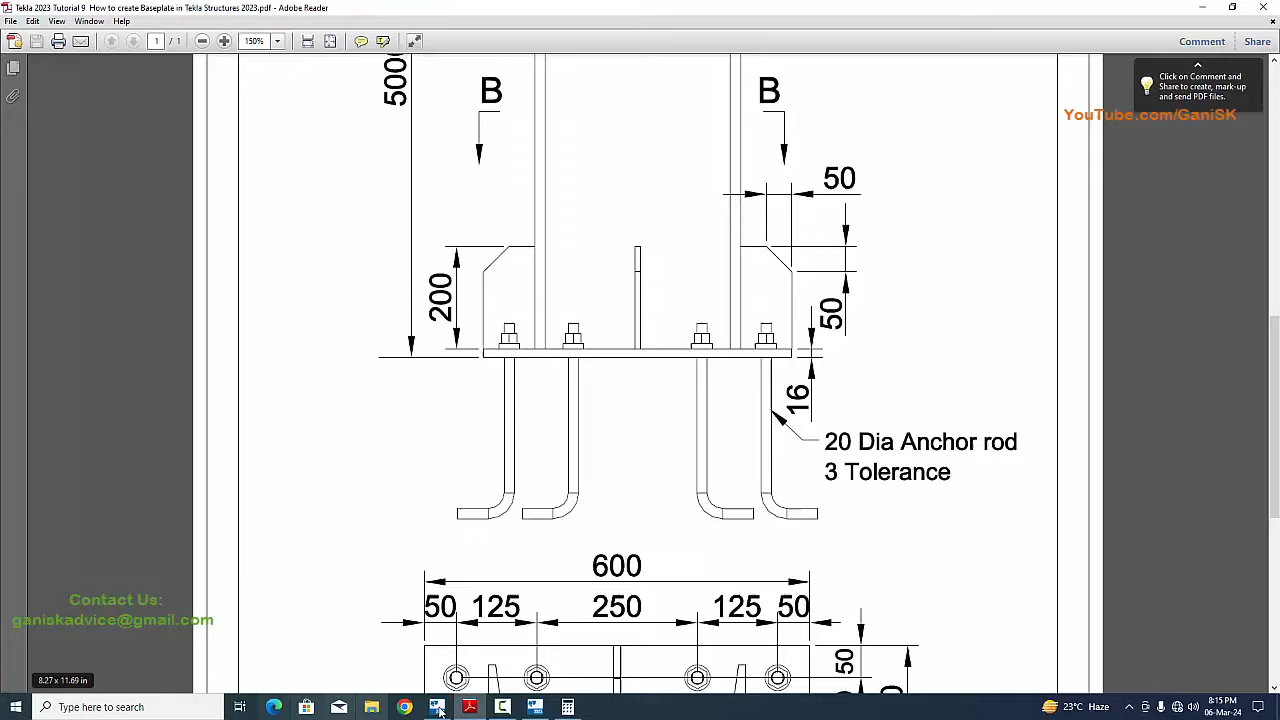 Tekla 2023 Tutorial 9 How to create Baseplate in Tekla Structures 2023.pdf - Adobe Reader
File Edit View Window Help
1 / 1 150% Comment Share
Click on Comment and
Share to create, mark-up
and send PDF files.
YouTube.com/GaniSK
5000
B B
50
200
50
16
20 Dia Anchor rod
3 Tolerance
600
50 125 250 125 50
50
Contact Us:
ganiskadvice@gmail.com
8.27 x 11.69 in
Type here to search
23°C Haze
8:15 PM
06-Mar-24